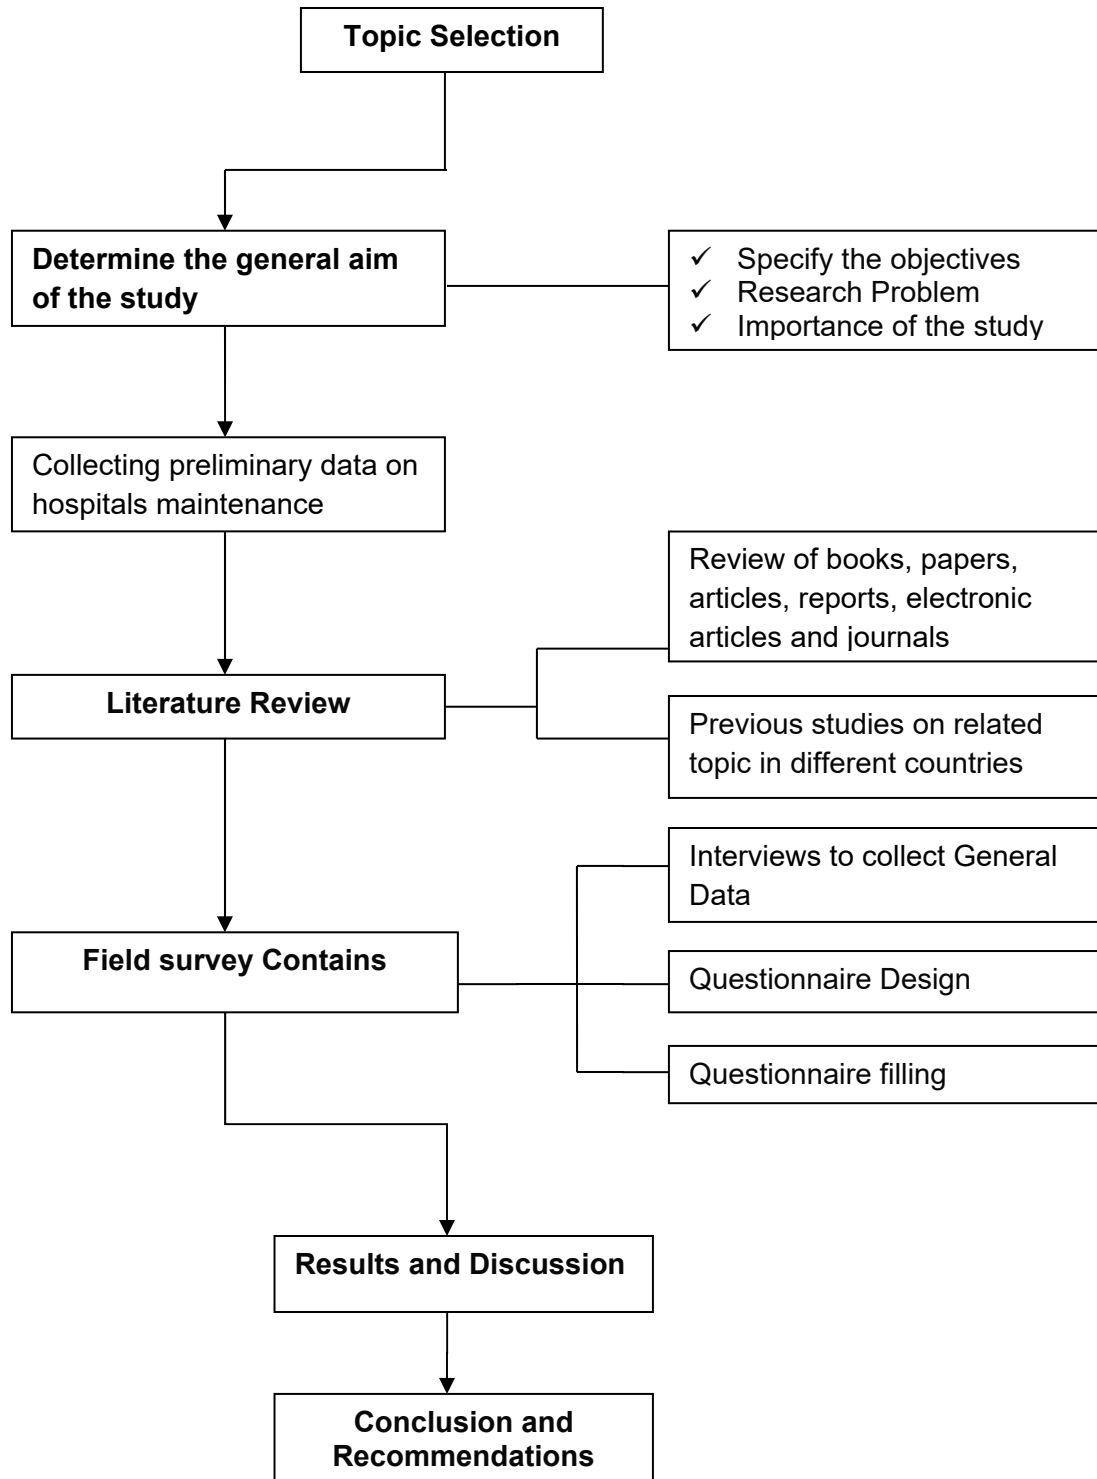 Topic Selection
Determine the general aim
of the study
✓ Specify the objectives
✓ Research Problem
✓ Importance of the study
Collecting preliminary data on
hospitals maintenance
Review of books, papers,
articles, reports, electronic
articles and journals
Literature Review
Previous studies on related
topic in different countries
Interviews to collect General
Data
Field survey Contains
Questionnaire Design
Questionnaire filling
Results and Discussion
Conclusion and
Recommendations